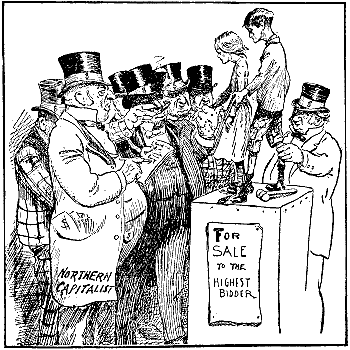 NORTHERN
CAPITALIST
FOR
SALE
TO THE
HIGHEST
BIDDER